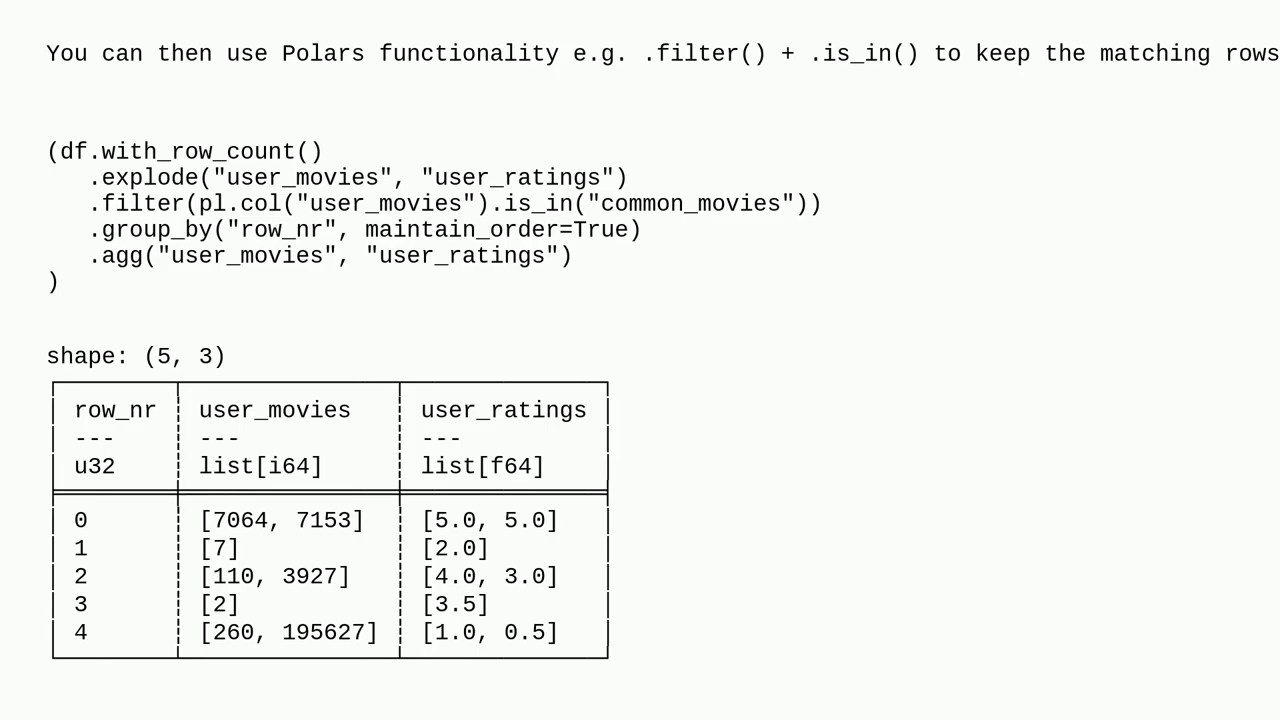 You can then use Polars functionality e.g. .filter() + .is_in() to keep the matching rows
(df.with_row_count()
   .explode("user_movies", "user_ratings")
   .filter(pl.col("user_movies").is_in("common_movies"))
   .group_by("row_nr", maintain_order=True)
   .agg("user_movies", "user_ratings")
)
shape: (5, 3)
row_nr ┆ user_movies ┆ user_ratings
--- ┆ --- ┆ ---
u32 ┆ list[i64] ┆ list[f64]
0 ┆ [7064, 7153] ┆ [5.0, 5.0]
1 ┆ [7] ┆ [2.0]
2 ┆ [110, 3927] ┆ [4.0, 3.0]
3 ┆ [2] ┆ [3.5]
4 ┆ [260, 195627] ┆ [1.0, 0.5]